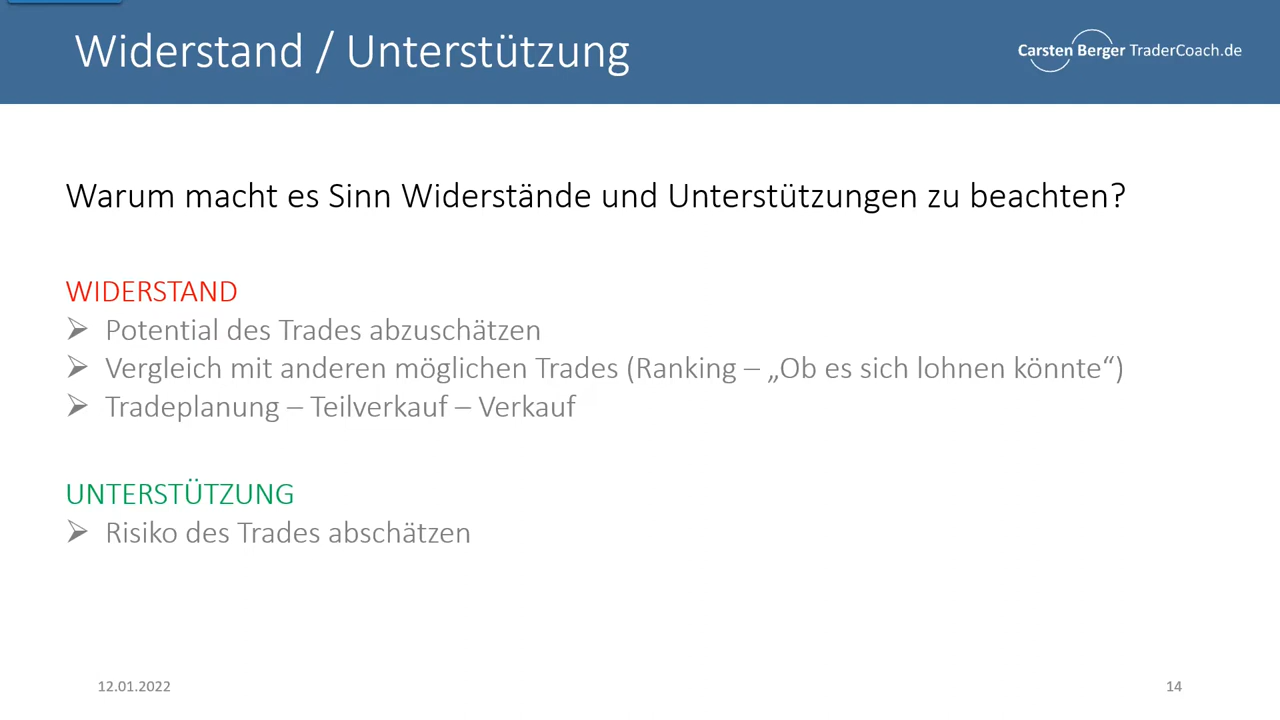 Widerstand / Unterstützung
Carsten Berger TraderCoach.de
Warum macht es Sinn Widerstände und Unterstützungen zu beachten?
WIDERSTAND
➢ Potential des Trades abzuschätzen
➢ Vergleich mit anderen möglichen Trades (Ranking – „Ob es sich lohnen könnte“)
➢ Tradeplanung – Teilverkauf – Verkauf
UNTERSTÜTZUNG
➢ Risiko des Trades abschätzen
12.01.2022
14